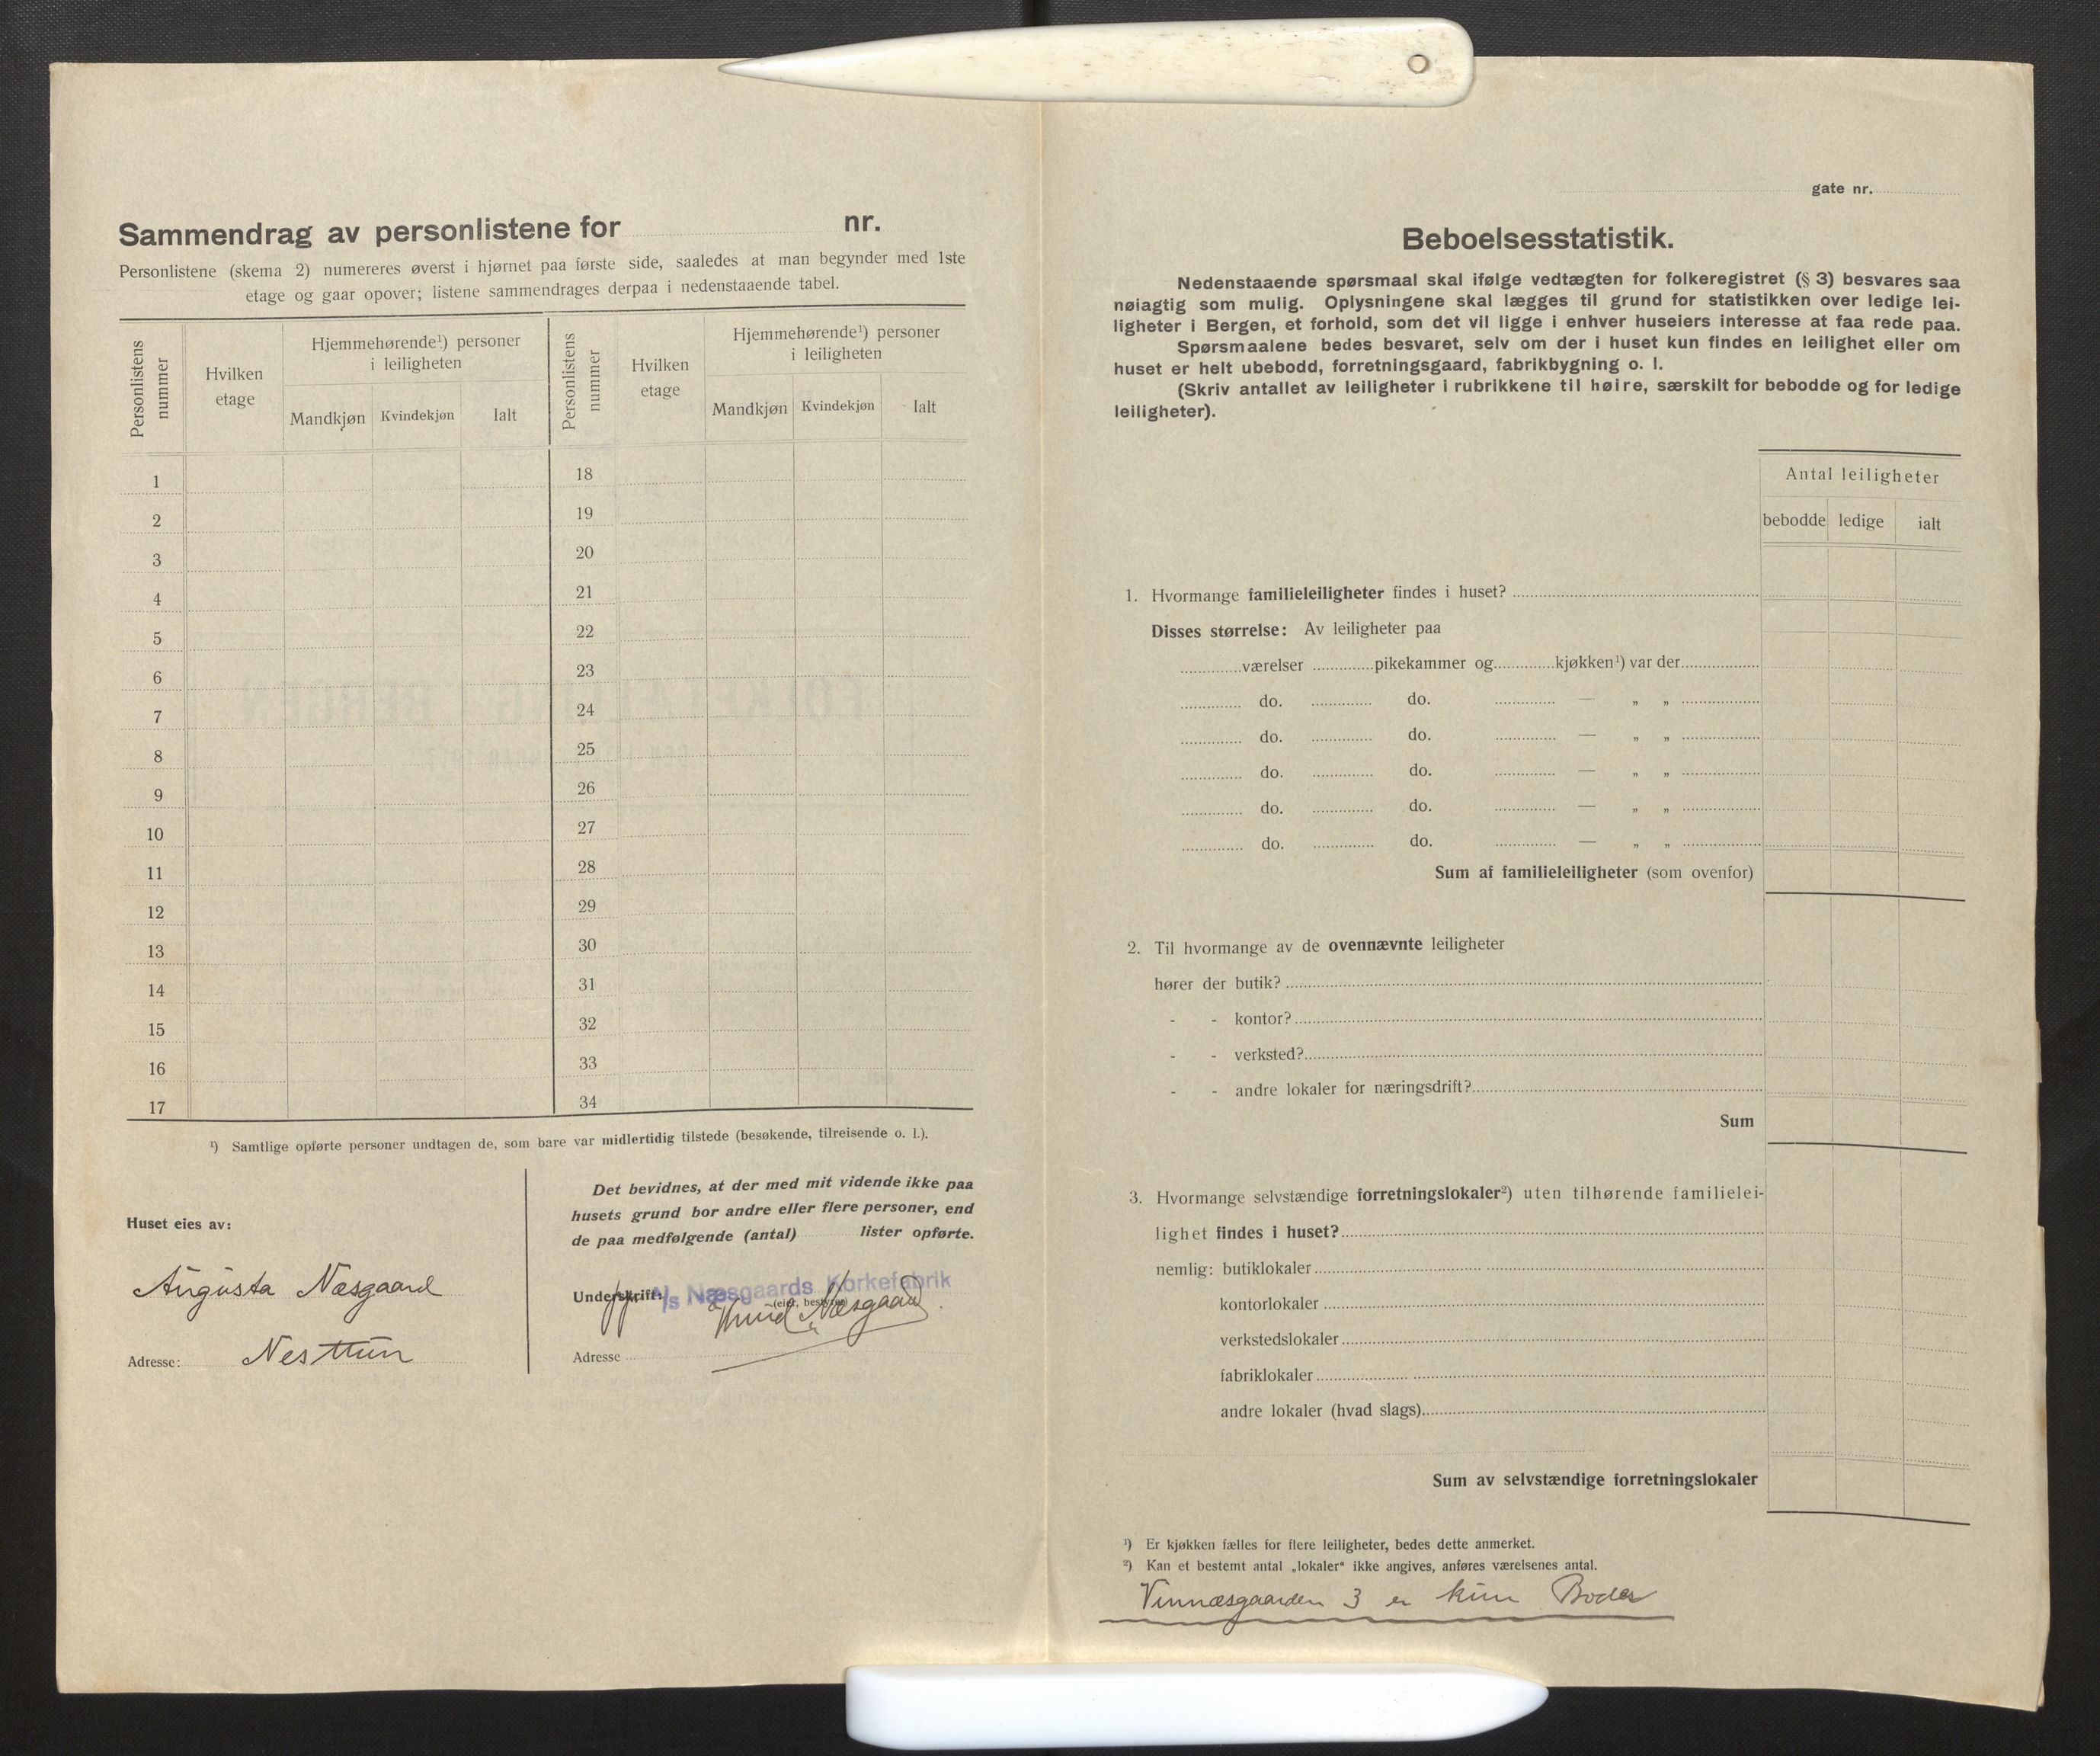 Sammendrag av personlistene for nr.
Personlistene (skema 2) numereres øverst i hjørnet paa første side, saaledes at man begynder med 1ste
etage og gaar opover; listene sammendrages derpaa i nedenstaaende tabel.
Personlistens nummer
Hvilken etage
Hjemmehørende¹) personer i leiligheten
Mandkjøn Kvindekjøn Ialt
Personlistens nummer
Hvilken etage
Hjemmehørende¹) personer i leiligheten
Mandkjøn Kvindekjøn Ialt
1 18
2 19
3 20
4 21
5 22
6 23
7 24
8 25
9 26
10 27
11 28
12 29
13 30
14 31
15 32
16 33
17 34
¹) Samtlige opførte personer undtagen de, som bare var midlertidig tilstede (besøkende, tilreisende o. l.).
Huset eies av:
Augusta Næsgaard
Adresse: Nesttun
Det bevidnes, at der med mit vidende ikke paa
husets grund bor andre eller flere personer, end
de paa medfølgende (antal) lister opførte.
Underskrift: A/s Næsgaards Korkefabrik
(eier, bestyrer)
Knud Næsgaard
Adresse
gate nr.
Beboelsesstatistik.
Nedenstaaende spørsmaal skal ifølge vedtægten for folkeregistret (§ 3) besvares saa
nøiagtig som mulig. Oplysningene skal lægges til grund for statistikken over ledige lei-
ligheter i Bergen, et forhold, som det vil ligge i enhver huseiers interesse at faa rede paa.
Spørsmaalene bedes besvaret, selv om der i huset kun findes en leilighet eller om
huset er helt ubebodd, forretningsgaard, fabrikbygning o. l.
(Skriv antallet av leiligheter i rubrikkene til høire, særskilt for bebodde og for ledige
leiligheter).
Antal leiligheter
bebodde ledige ialt
1. Hvormange familieleiligheter findes i huset?
Disses størrelse: Av leiligheter paa
værelser pikekammer og kjøkken¹) var der
do. do. — „ „
do. do. — „ „
do. do. — „ „
do. do. — „ „
do. do. — „ „
Sum af familieleiligheter (som ovenfor)
2. Til hvormange av de ovennævnte leiligheter
hører der butik?
- - kontor?
- - verksted?
- - andre lokaler for næringsdrift?
Sum
3. Hvormange selvstændige forretningslokaler²) uten tilhørende familielei-
lighet findes i huset?
nemlig: butiklokaler
kontorlokaler
verkstedslokaler
fabriklokaler
andre lokaler (hvad slags)
Sum av selvstændige forretningslokaler
¹) Er kjøkken fælles for flere leiligheter, bedes dette anmerket.
²) Kan et bestemt antal „lokaler" ikke angives, anføres værelsenes antal.
Vinnæsgaarden 3 er kun Boder